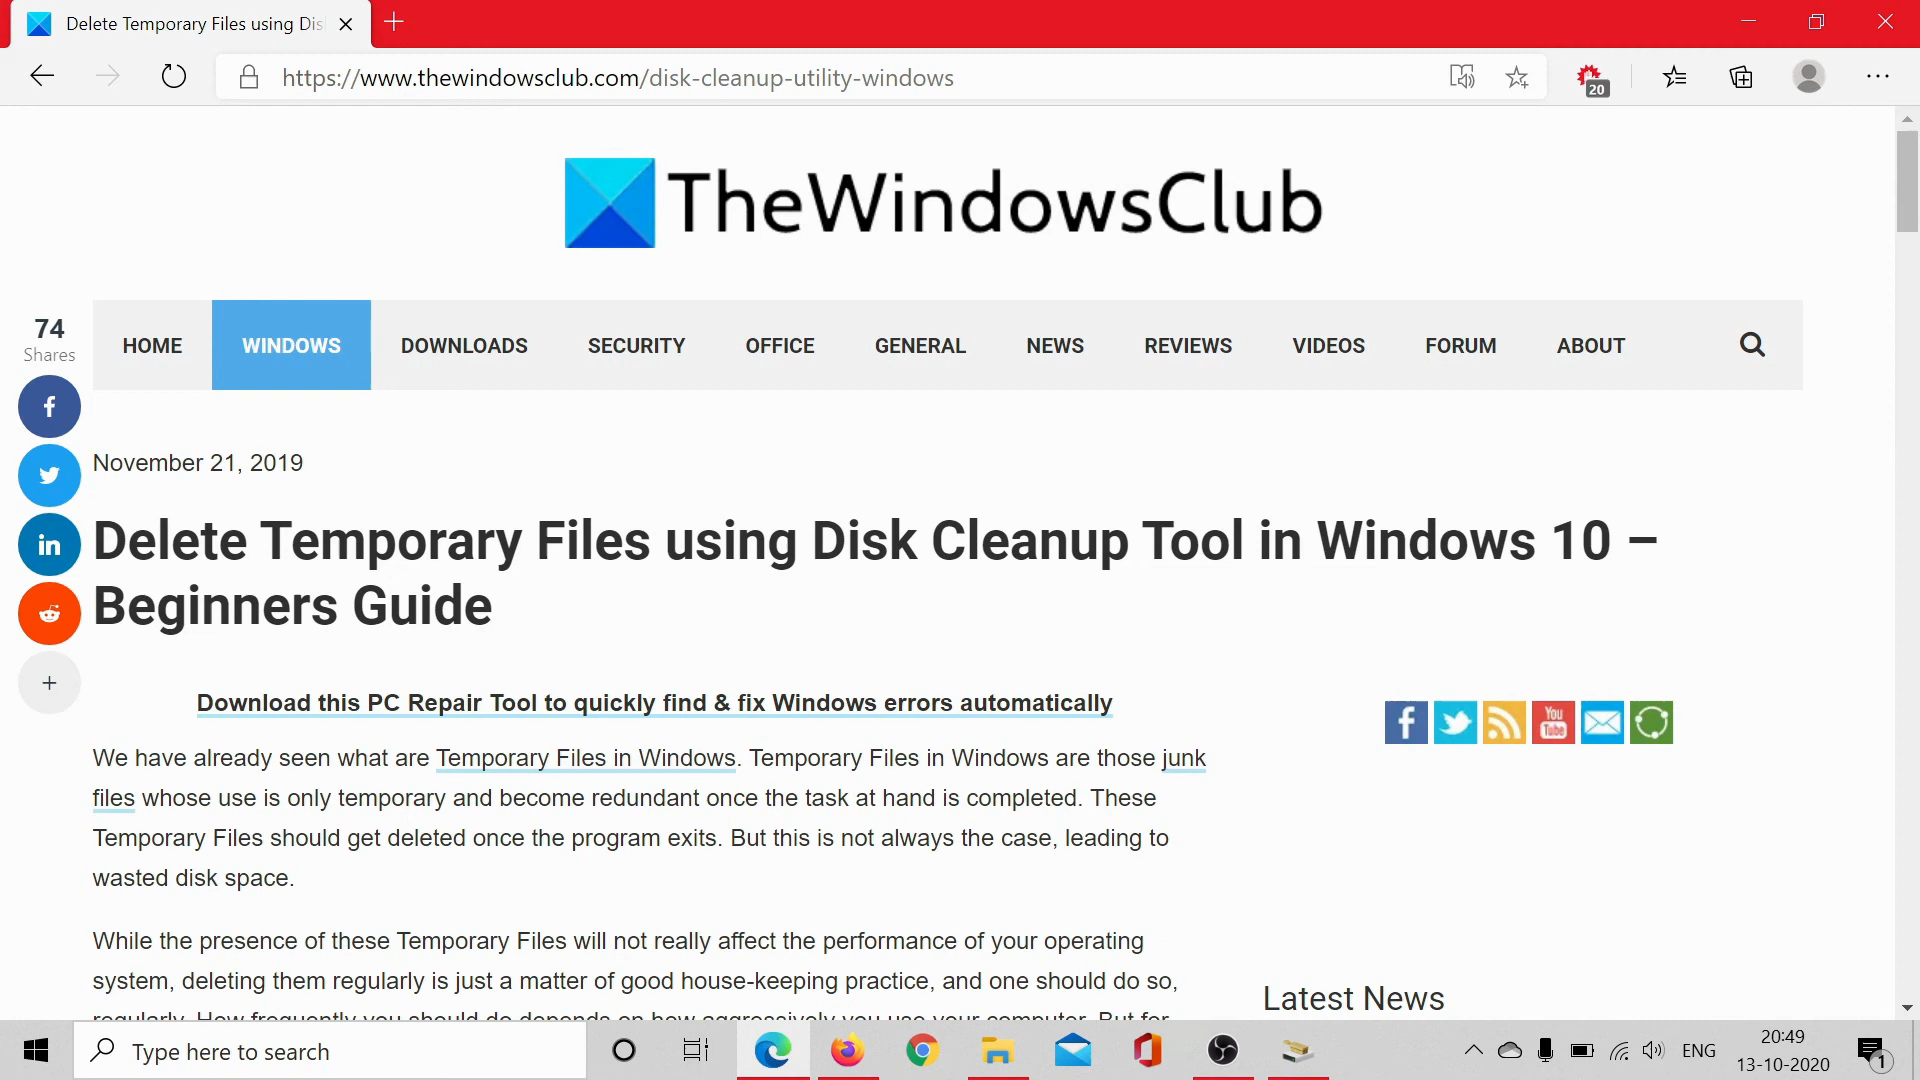 Delete Temporary Files using Dis
https://www.thewindowsclub.com/disk-cleanup-utility-windows
20
TheWindowsClub
74
Shares
HOME
WINDOWS
DOWNLOADS
SECURITY
OFFICE
GENERAL
NEWS
REVIEWS
VIDEOS
FORUM
ABOUT
November 21, 2019
Delete Temporary Files using Disk Cleanup Tool in Windows 10 –
Beginners Guide
Download this PC Repair Tool to quickly find & fix Windows errors automatically
You
Tube
We have already seen what are Temporary Files in Windows. Temporary Files in Windows are those junk
files whose use is only temporary and become redundant once the task at hand is completed. These
Temporary Files should get deleted once the program exits. But this is not always the case, leading to
wasted disk space.
While the presence of these Temporary Files will not really affect the performance of your operating
system, deleting them regularly is just a matter of good house-keeping practice, and one should do so,
regularly. How frequently you should do depends on how aggressively you use your computer. But for
Latest News
Type here to search
ENG
20:49
13-10-2020
1